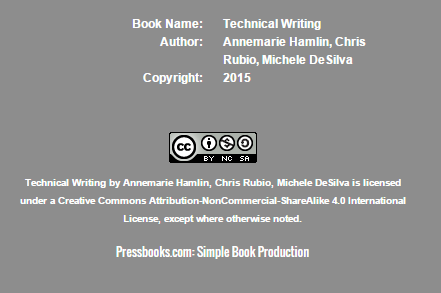 Book Name: Technical Writing
Author: Annemarie Hamlin, Chris
Rubio, Michele DeSilva
Copyright: 2015
cc BY NC SA
Technical Writing by Annemarie Hamlin, Chris Rubio, Michele DeSilva is licensed
under a Creative Commons Attribution-NonCommercial-ShareAlike 4.0 International
License, except where otherwise noted.
Pressbooks.com: Simple Book Production